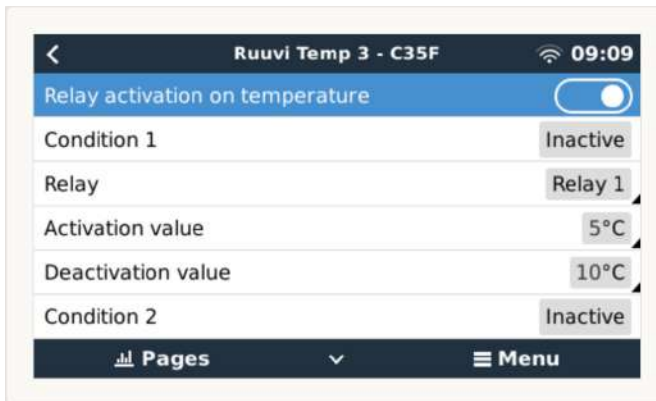 Ruuvi Temp 3 - C35F 09:09
Relay activation on temperature
Condition 1 Inactive
Relay Relay 1
Activation value 5°C
Deactivation value 10°C
Condition 2 Inactive
Pages Menu